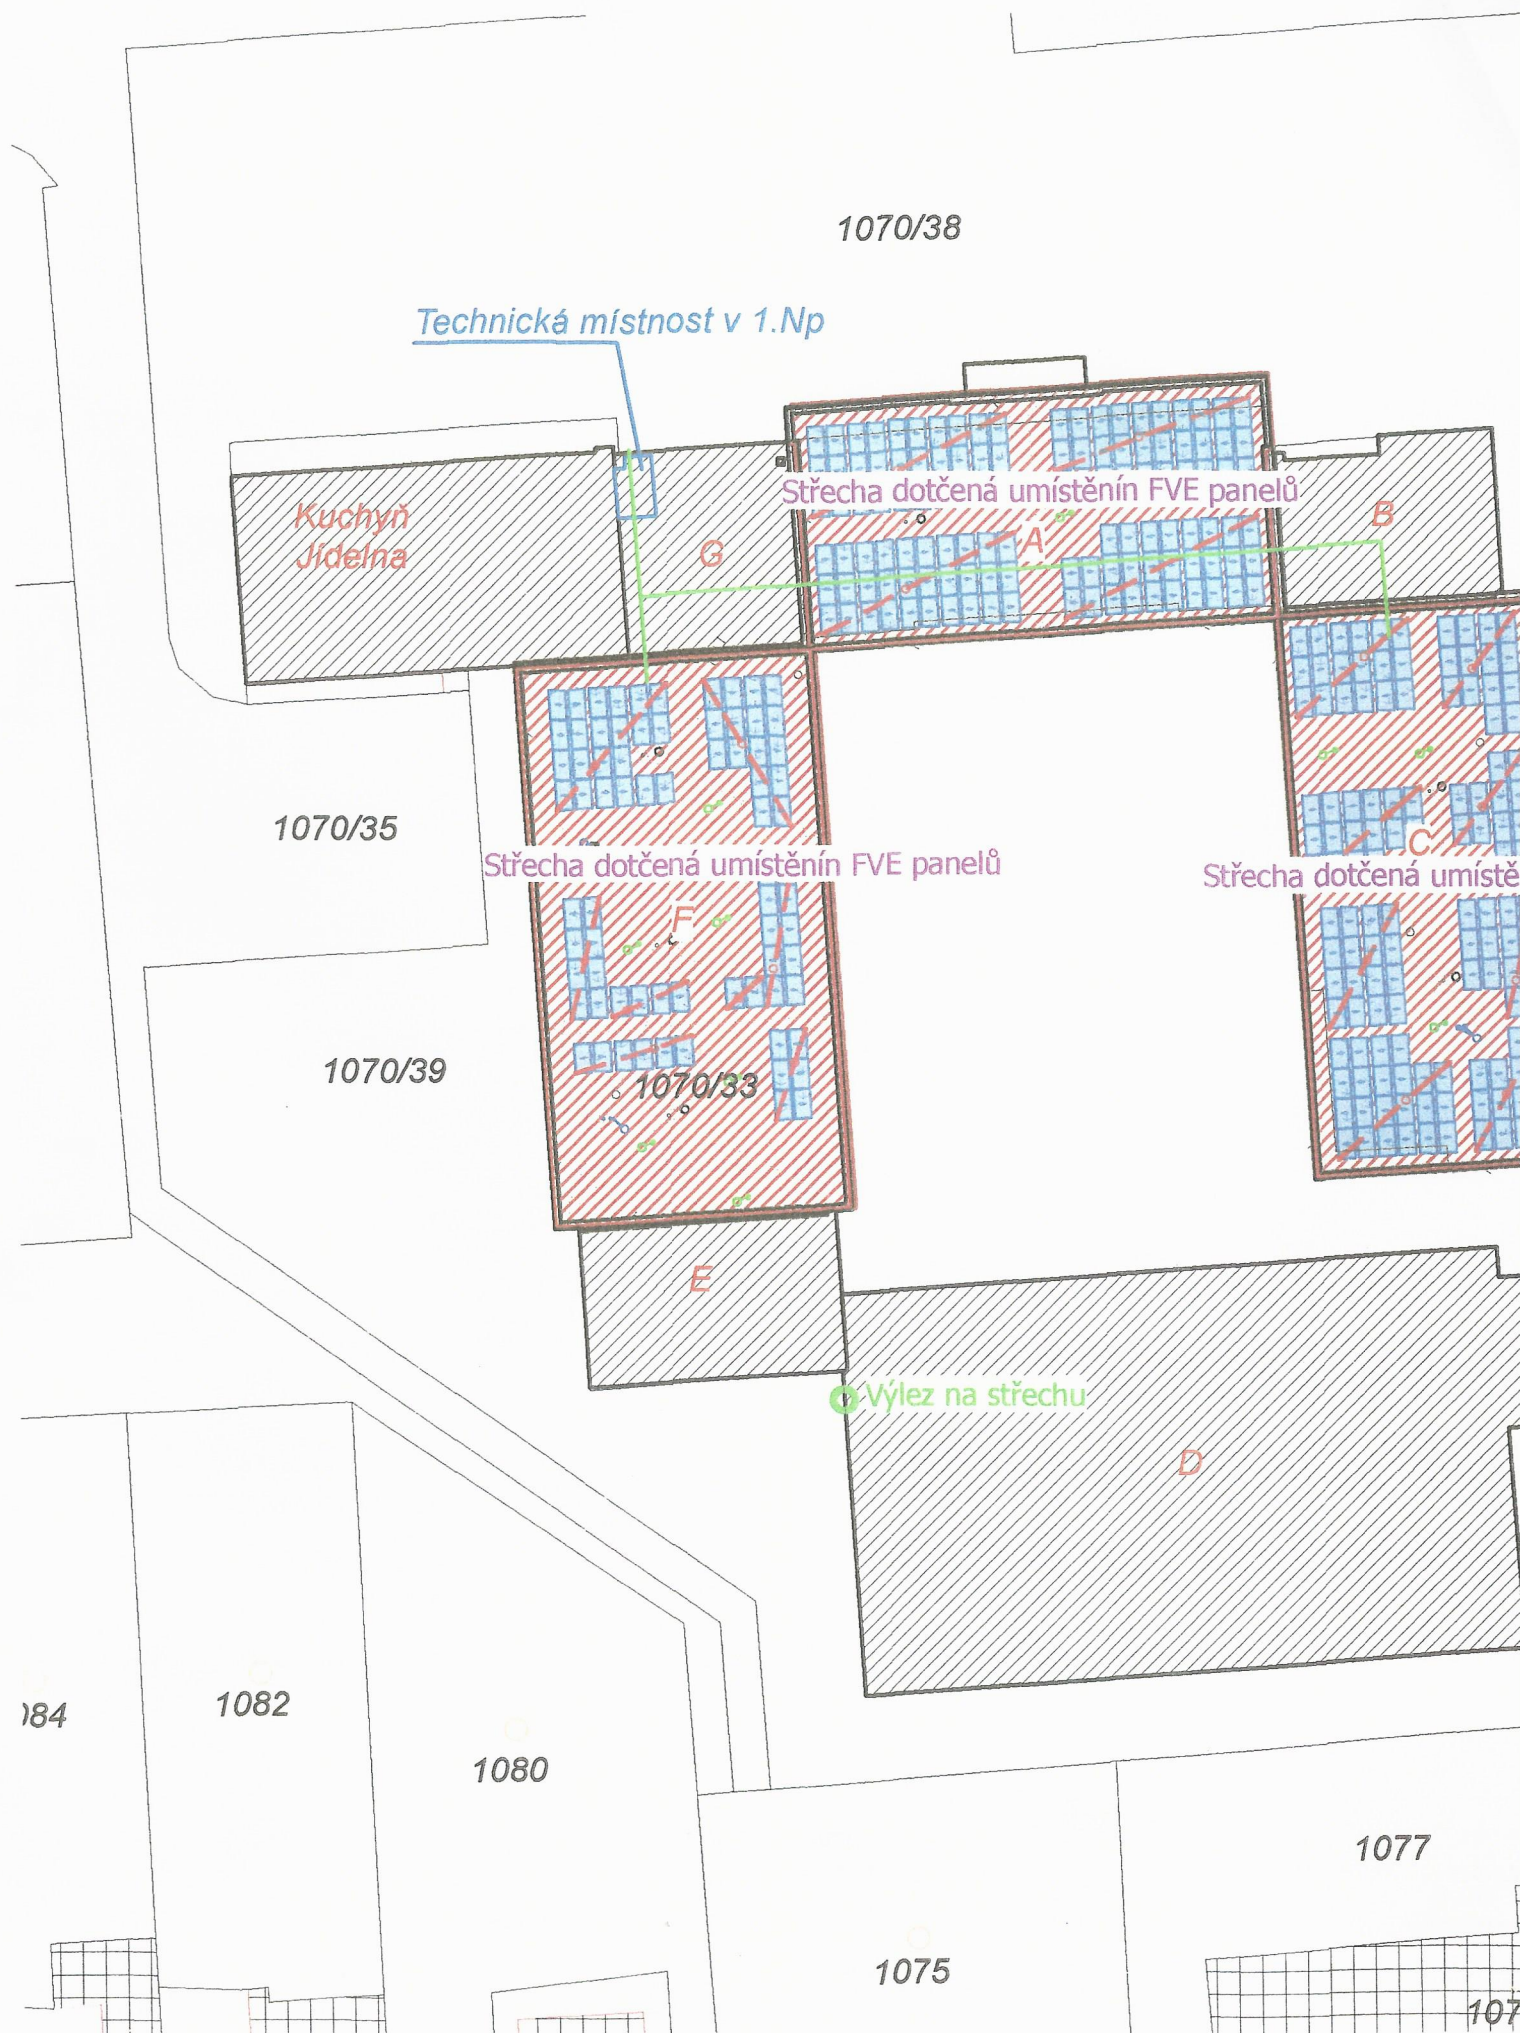 1070/38
Technická místnost v 1.Np
Střecha dotčená umístěnín FVE panelů
Kuchyň
Jídelna
G
A
B
1070/35
Střecha dotčená umístěnín FVE panelů
C
Střecha dotčená umístě
F
1070/39
1070/33
E
Výlez na střechu
D
1082
084
1080
1077
1075
107